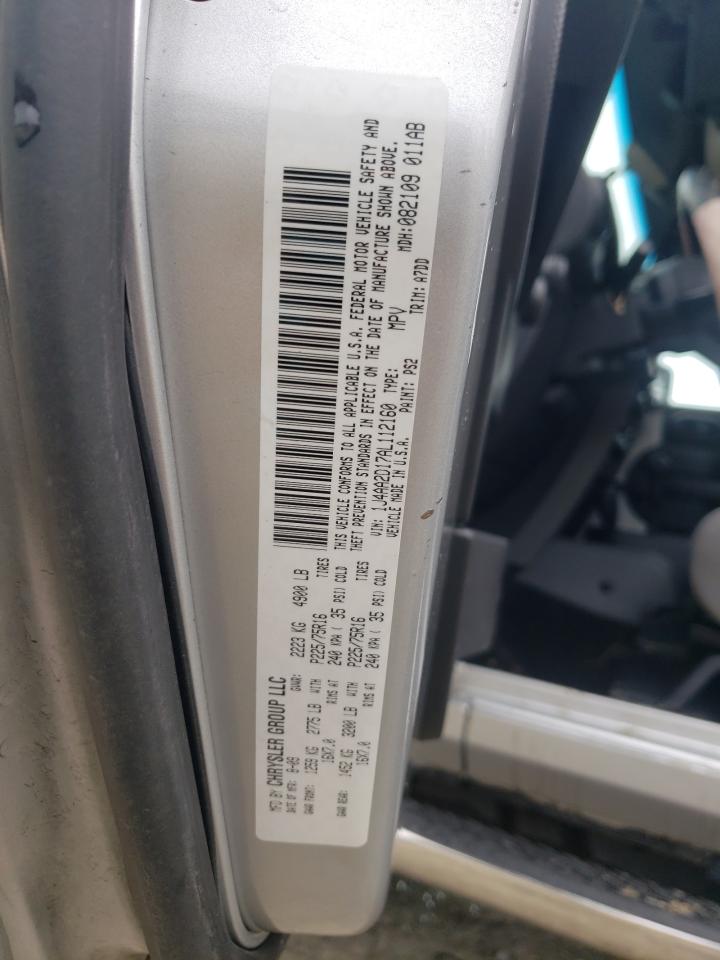 MFD BY CHRYSLER GROUP LLC
DATE OF MFR: 8-09 GVWR: 2223 KG 4900 LB
GAWR FRONT: 1259 KG 2775 LB WITH P225/75R16 TIRES
16X7.0 RIMS AT 240 KPA ( 35 PSI) COLD
GAWR REAR: 1452 KG 3200 LB WITH P225/75R16 TIRES
16X7.0 RIMS AT 240 KPA ( 35 PSI) COLD
THIS VEHICLE CONFORMS TO ALL APPLICABLE U.S.A. FEDERAL MOTOR VEHICLE SAFETY AND
THEFT PREVENTION STANDARDS IN EFFECT ON THE DATE OF MANUFACTURE SHOWN ABOVE.
VIN: 1J4AA2D17AL112160 TYPE: MPV MDH: 082109 011AB
VEHICLE MADE IN U.S.A. PAINT: PS2 TRIM: A7DD